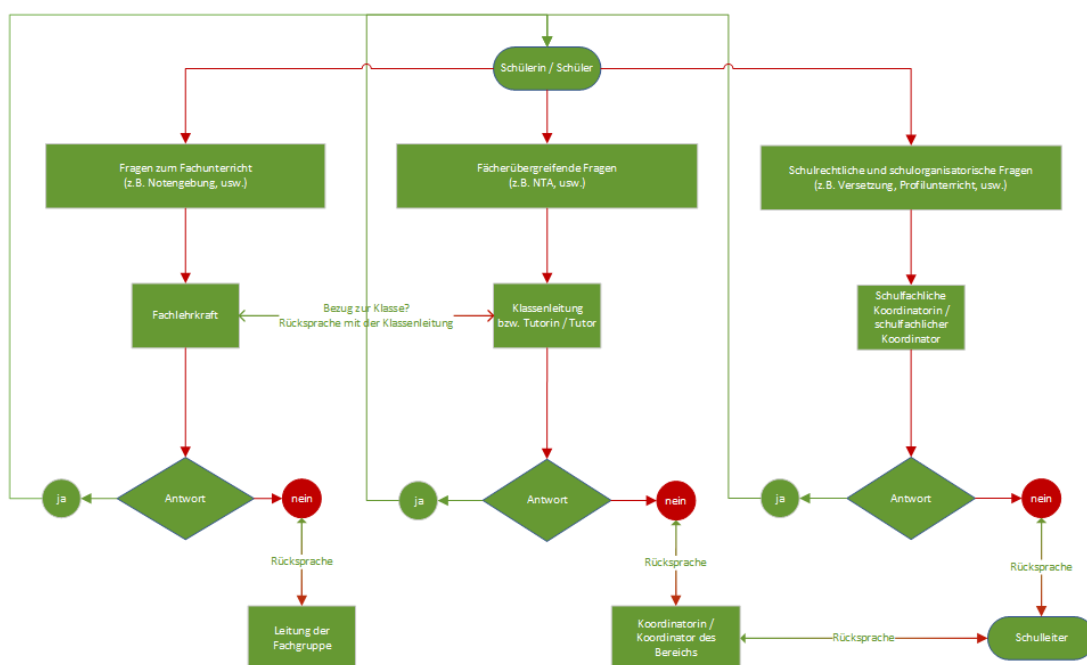 Schülerin / Schüler
Fragen zum Fachunterricht
(z.B. Notengebung, usw.)
Fächerübergreifende Fragen
(z.B. NTA, usw.)
Schulrechtliche und schulorganisatorische Fragen
(z.B. Versetzung, Profilunterricht, usw.)
Fachlehrkraft
Bezug zur Klasse?
Rücksprache mit der Klassenleitung
Klassenleitung
bzw. Tutorin / Tutor
Schulfachliche
Koordinatorin /
schulfachlicher
Koordinator
ja
Antwort
nein
ja
Antwort
nein
ja
Antwort
nein
Rücksprache
Rücksprache
Rücksprache
Leitung der
Fachgruppe
Koordinatorin /
Koordinator des
Bereichs
Rücksprache
Schulleiter